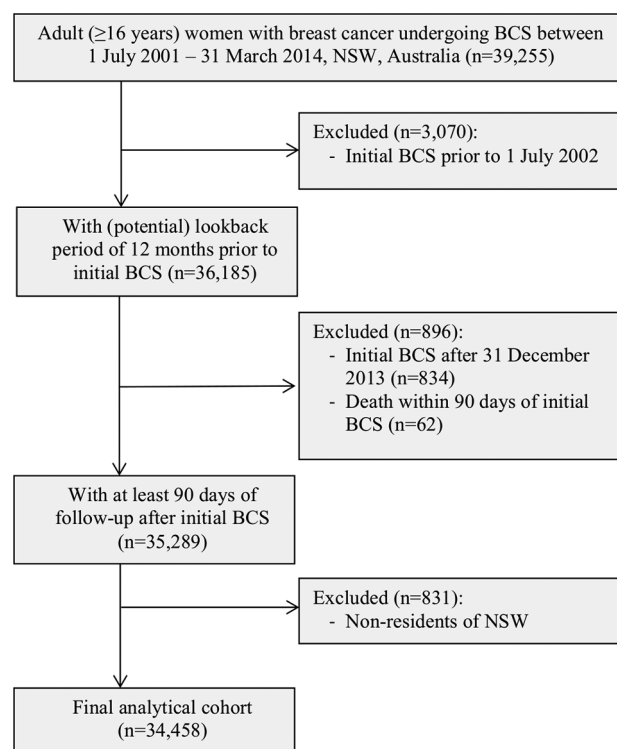 Adult (≥16 years) women with breast cancer undergoing BCS between
1 July 2001 – 31 March 2014, NSW, Australia (n=39,255)
Excluded (n=3,070):
- Initial BCS prior to 1 July 2002
With (potential) lookback
period of 12 months prior to
initial BCS (n=36,185)
Excluded (n=896):
- Initial BCS after 31 December
2013 (n=834)
- Death within 90 days of initial
BCS (n=62)
With at least 90 days of
follow-up after initial BCS
(n=35,289)
Excluded (n=831):
- Non-residents of NSW
Final analytical cohort
(n=34,458)